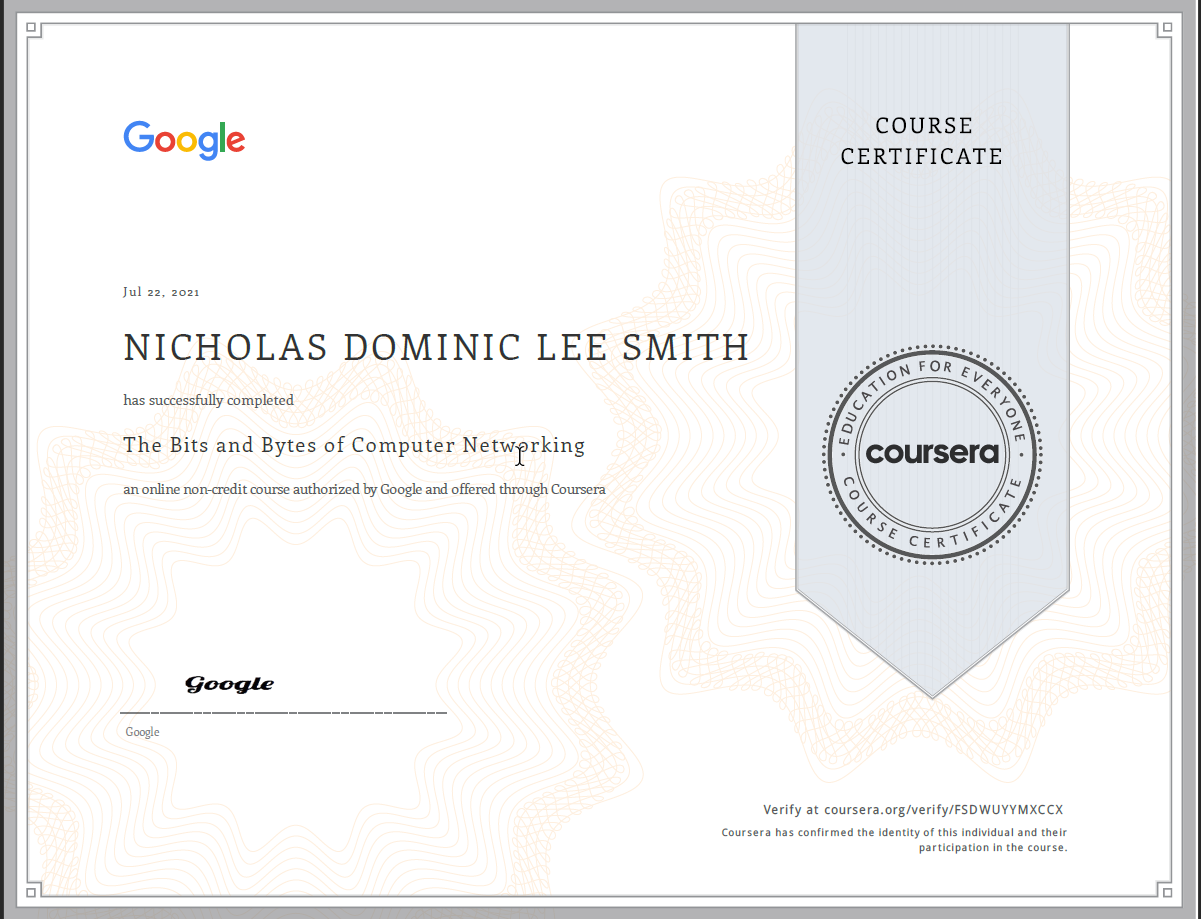 Google
COURSE
CERTIFICATE
Jul 22, 2021
NICHOLAS DOMINIC LEE SMITH
has successfully completed
The Bits and Bytes of Computer Networking
an online non-credit course authorized by Google and offered through Coursera
EDUCATION FOR EVERYONE
coursera
COURSE CERTIFICATE
Google
Google
Verify at coursera.org/verify/FSDWUYYMXCCX
Coursera has confirmed the identity of this individual and their
participation in the course.